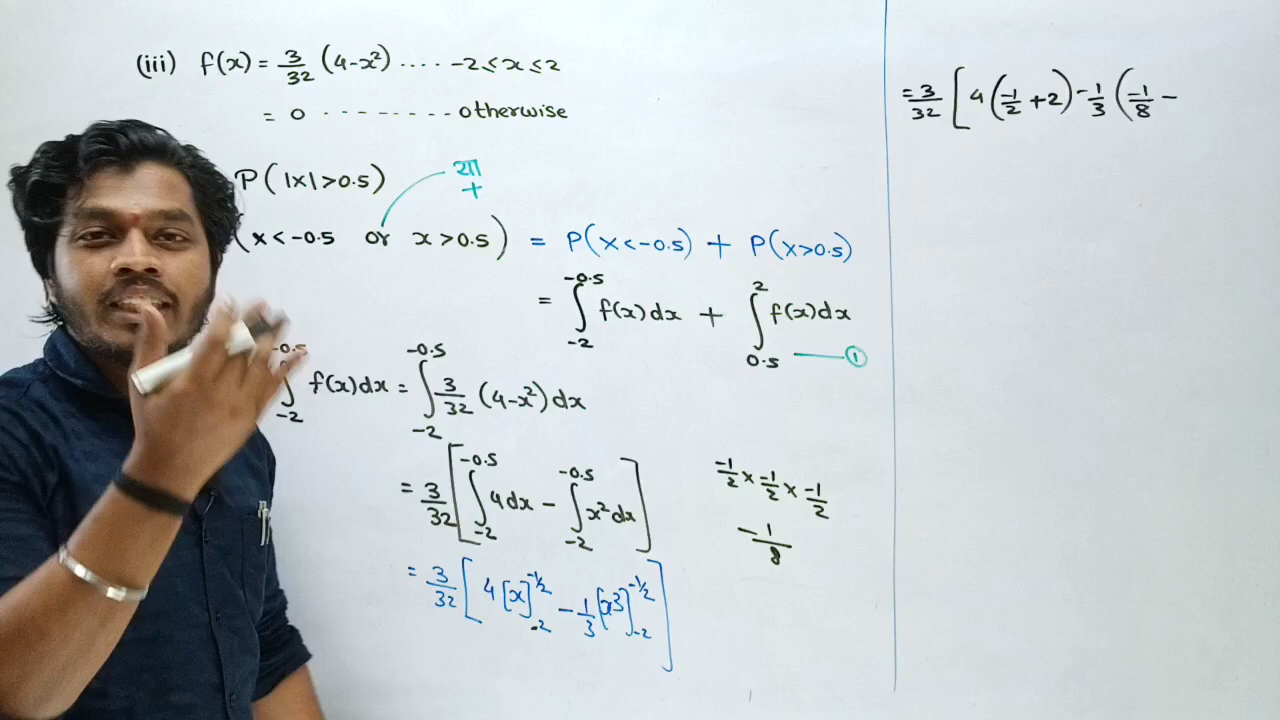 (iii) f(x) = 3/32 (4-x²) .... -2≤x≤2
= 0 - - - - - - - - otherwise
P(|x|>0.5)
या
+
(x<-0.5 or x>0.5) = P(x<-0.5) + P(x>0.5)
= ∫_{-2}^{-0.5} f(x)dx + ∫_{0.5}^{2} f(x)dx —— ①
∫_{-2}^{-0.5} f(x)dx = ∫_{-2}^{-0.5} 3/32 (4-x²)dx
= 3/32 [∫_{-2}^{-0.5} 4dx - ∫_{-2}^{-0.5} x²dx]
= 3/32 [4[x]_{-2}^{-1/2} - 1/3[x³]_{-2}^{-1/2}]
-1/2 x -1/2 x -1/2
-1/8
= 3/32 [4(-1/2 +2) - 1/3 (-1/8 -